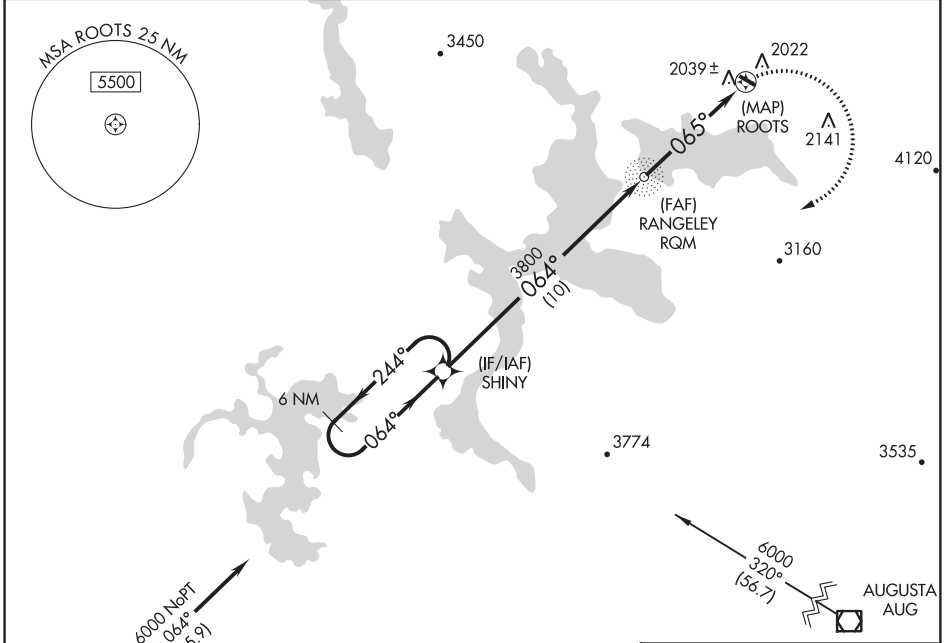 MSA ROOTS 25 NM
5500
3450
2022
2039±
(MAP)
ROOTS
2141
065°
4120
(FAF)
RANGELEY
RQM
3160
3800
064°
(10)
244°
(IF/IAF)
SHINY
6 NM
064°
3774
3535
6000
320°
(56.7)
AUGUSTA
AUG
6000 NoPT
064°
5.9)